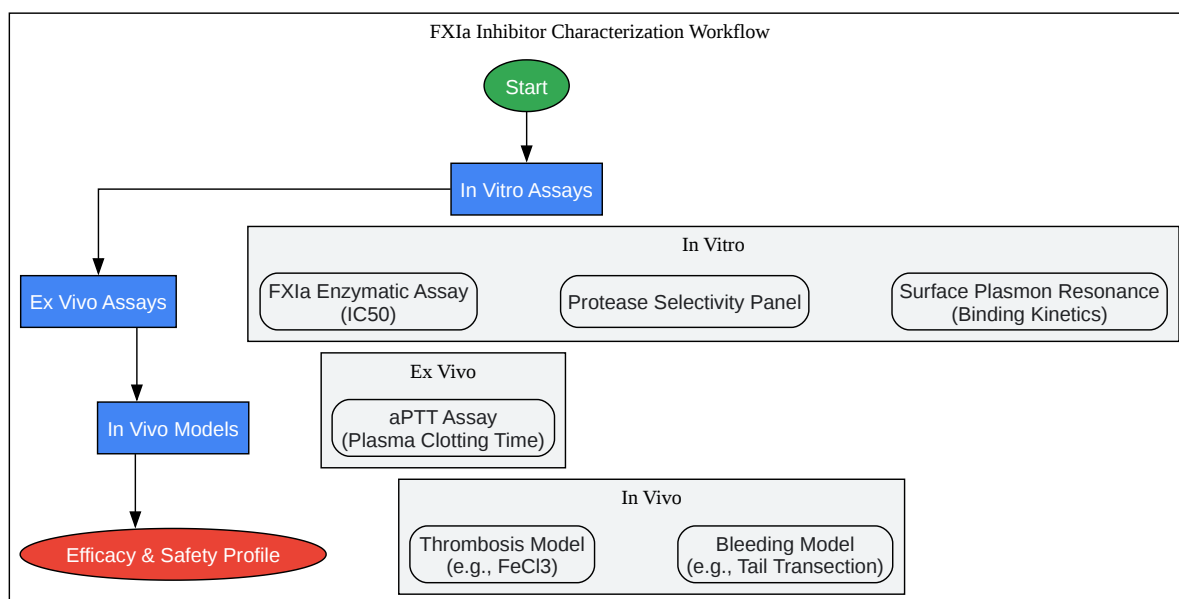 FXIa Inhibitor Characterization Workflow
Start
In Vitro Assays
In Vitro
Ex Vivo Assays
FXIa Enzymatic Assay
(IC50)
Protease Selectivity Panel
Surface Plasmon Resonance
(Binding Kinetics)
Ex Vivo
aPTT Assay
(Plasma Clotting Time)
In Vivo Models
In Vivo
Efficacy & Safety Profile
Thrombosis Model
(e.g., FeCl3)
Bleeding Model
(e.g., Tail Transection)